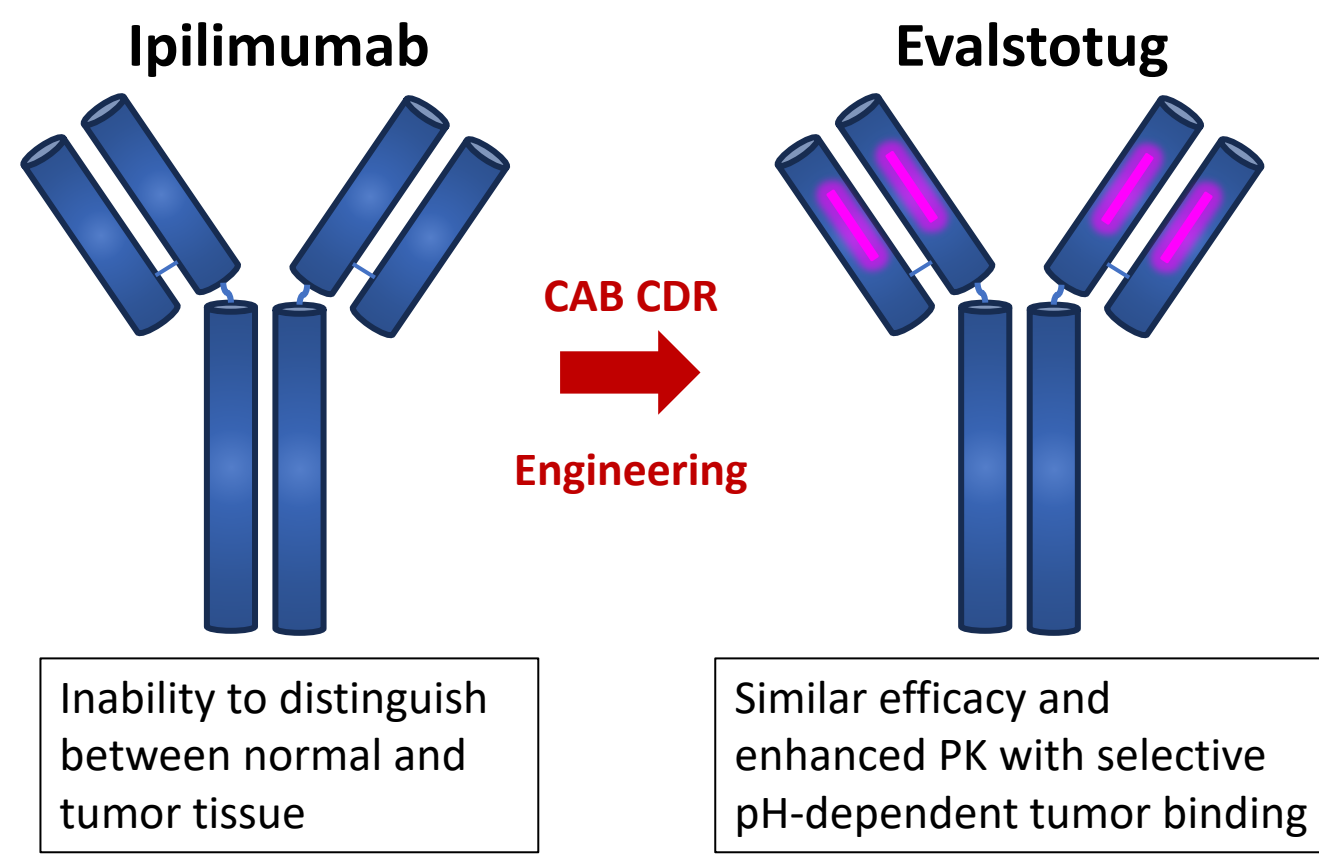 Ipilimumab
Evalstotug
CAB CDR
Engineering
Inability to distinguish
between normal and
tumor tissue
Similar efficacy and
enhanced PK with selective
pH-dependent tumor binding